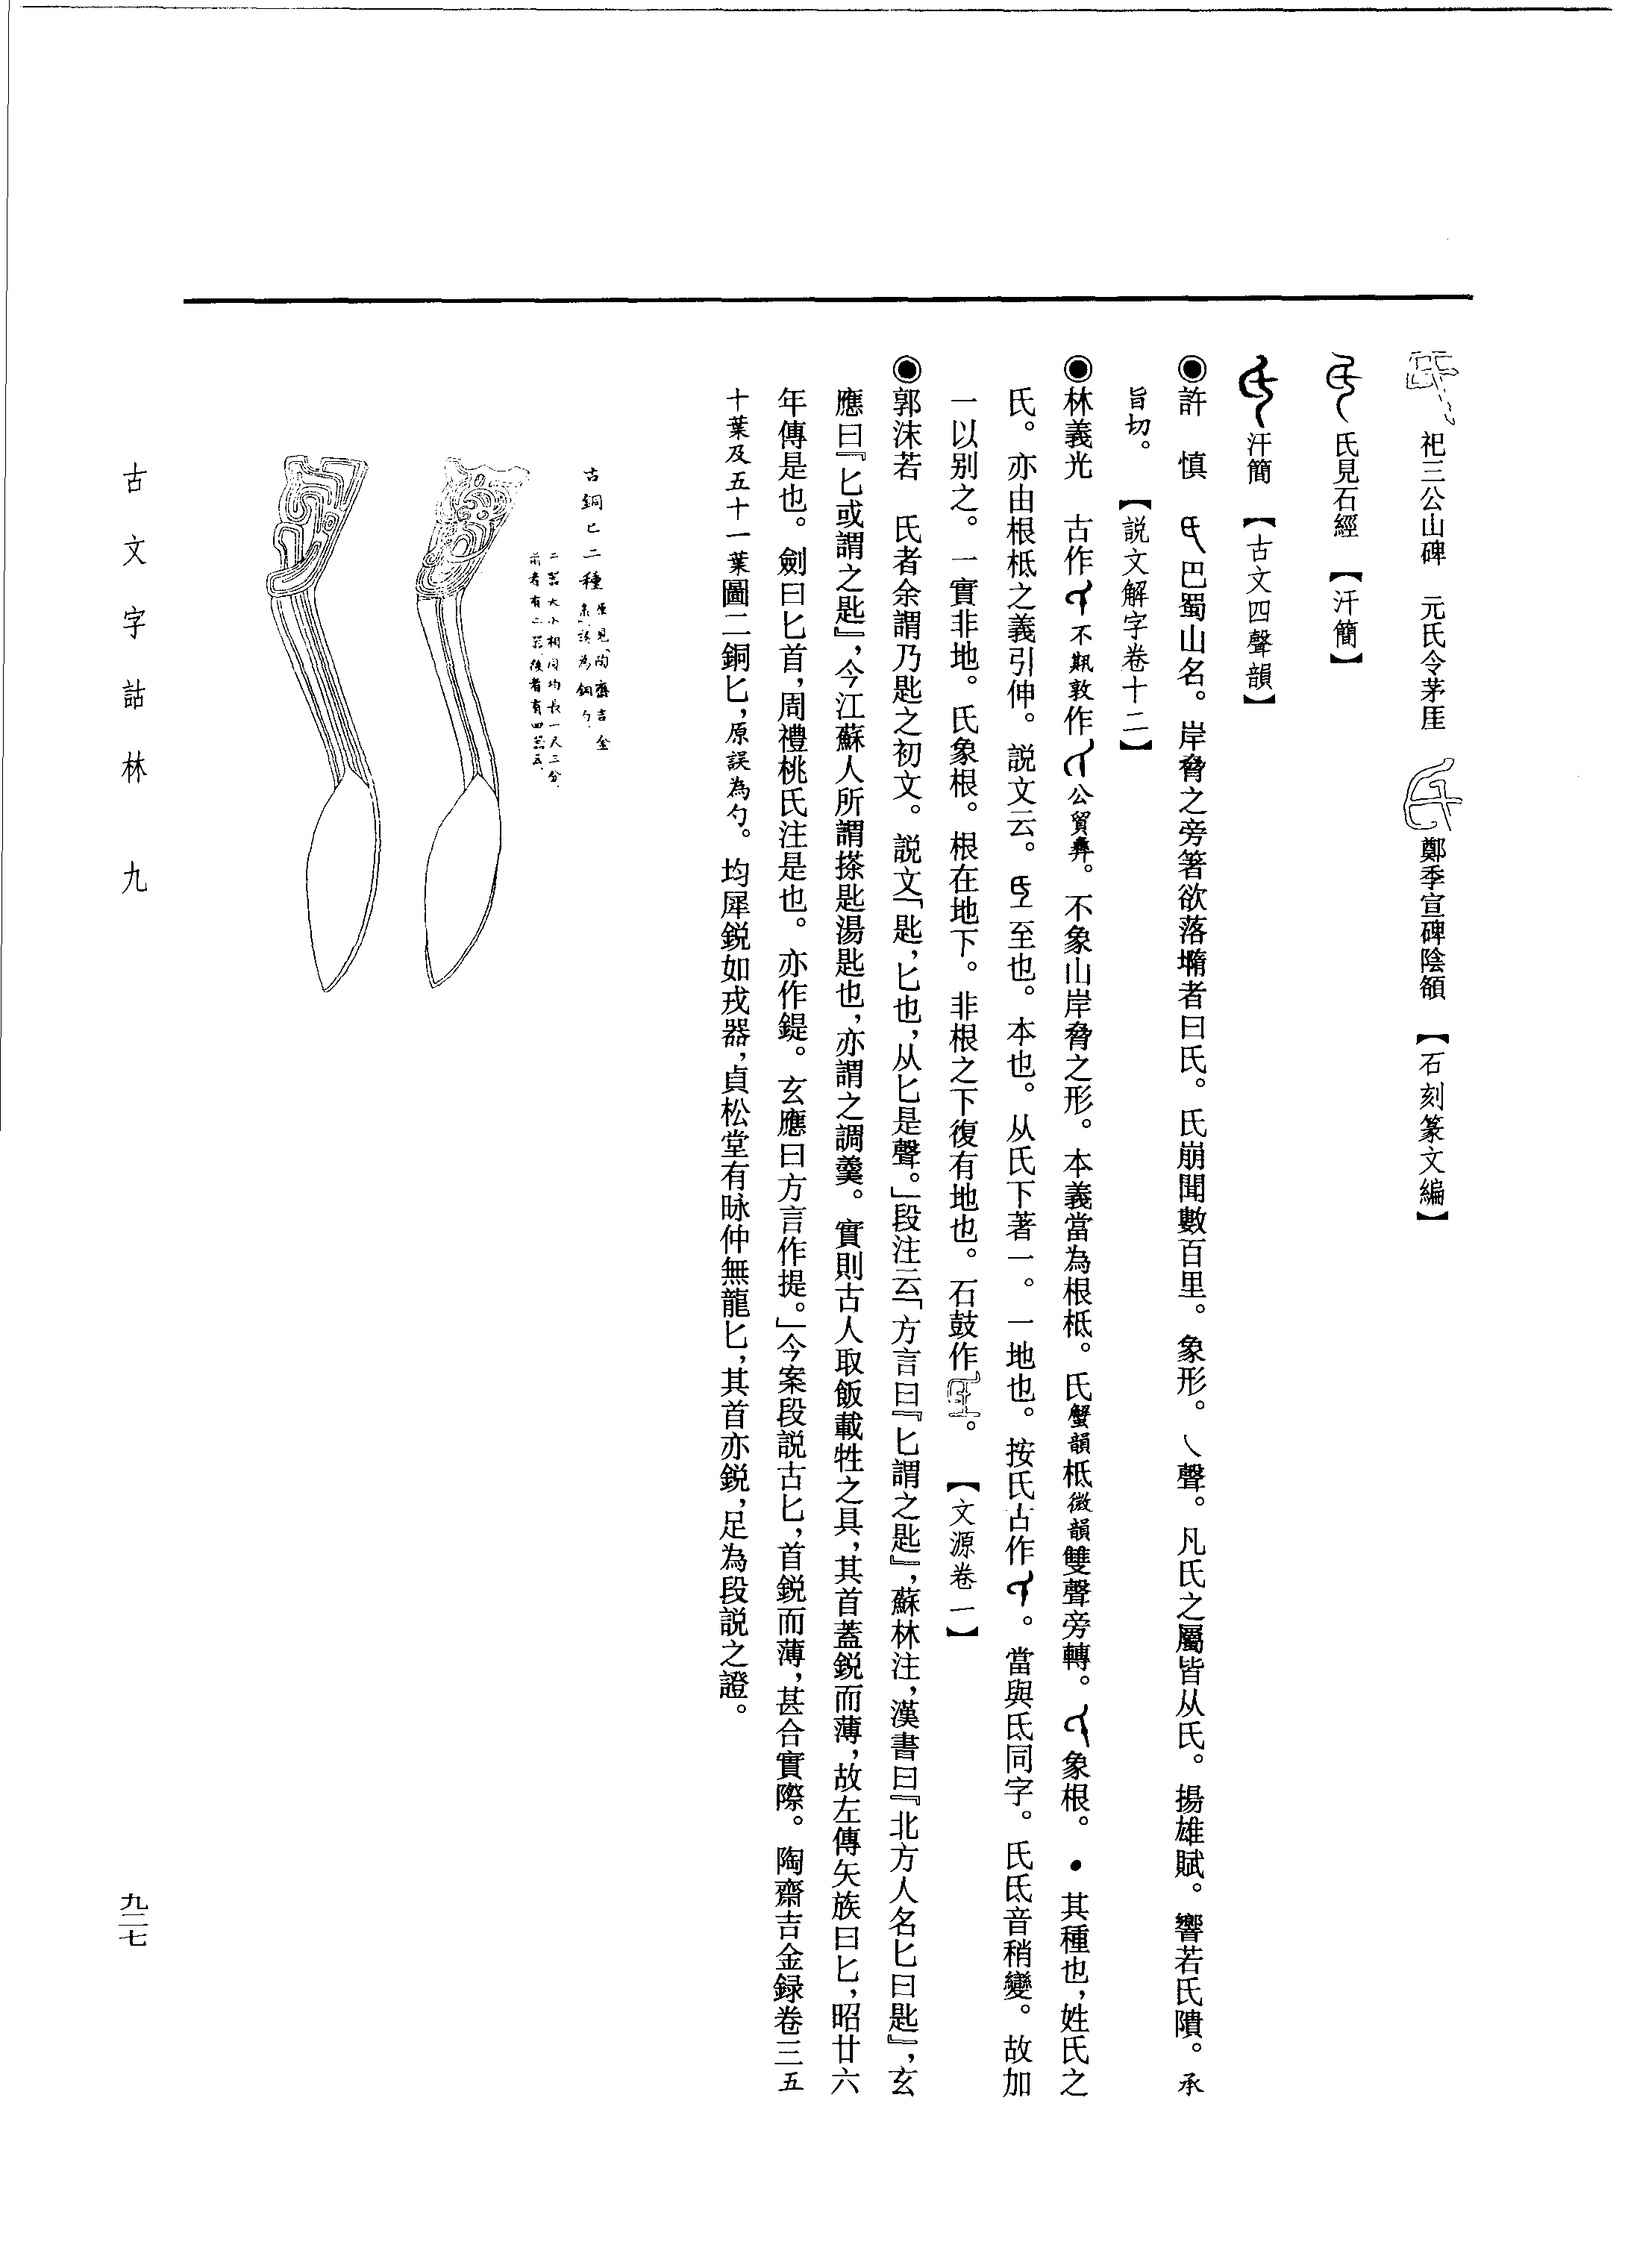 祀三公山碑　元氏令茅厓　鄭季宣碑陰額　【石刻篆文編】
氏見石經　【汗簡】
汗簡　【古文四聲韻】
◉許　慎　巴蜀山名。岸脅之旁箸欲落墮者曰氏。氏崩聞數百里。象形。乀聲。凡氏之屬皆从氏。揚雄賦。響若氏隤。承
旨切。　【説文解字卷十二】
◉林義光　古作 不𡢁敦作 公貿彝。不象山岸脅之形。本義當為根柢。氏蟹韻柢微韻雙聲旁轉。 象根。•其種也，姓氏之
氏。亦由根柢之義引伸。説文云。 至也。本也。从氏下著一。一地也。按氏古作 。當與氐同字。氏氐音稍變。故加
一以別之。一實非地。氏象根。根在地下。非根之下復有地也。石鼓作 。　【文源卷一】
◉郭沫若　氏者余謂乃匙之初文。説文「匙，匕也，从匕是聲。」段注云「方言曰『匕謂之匙』，蘇林注，漢書曰『北方人名匕曰匙』，玄
應曰『匕或謂之匙』，今江蘇人所謂搽匙湯匙也，亦謂之調羹。實則古人取飯載牲之具，其首蓋鋭而薄，故左傳矢族曰匕，昭廿六
年傳是也。劍曰匕首，周禮桃氏注是也。亦作鍉。玄應曰方言作提。」今案段説古匕，首鋭而薄，甚合實際。陶齋吉金録卷三五
十葉及五十一葉圖二銅匕，原誤為勺。均犀鋭如戎器，貞松堂有昹仲無龍匕，其首亦鋭，足為段説之證。
古銅匕二種 原見「陶齋吉金
錄」誤為銅勺.
二器大小相同均長一尺三分.
前者有二器,後者有四器云.
古文字詁林　九
九二七